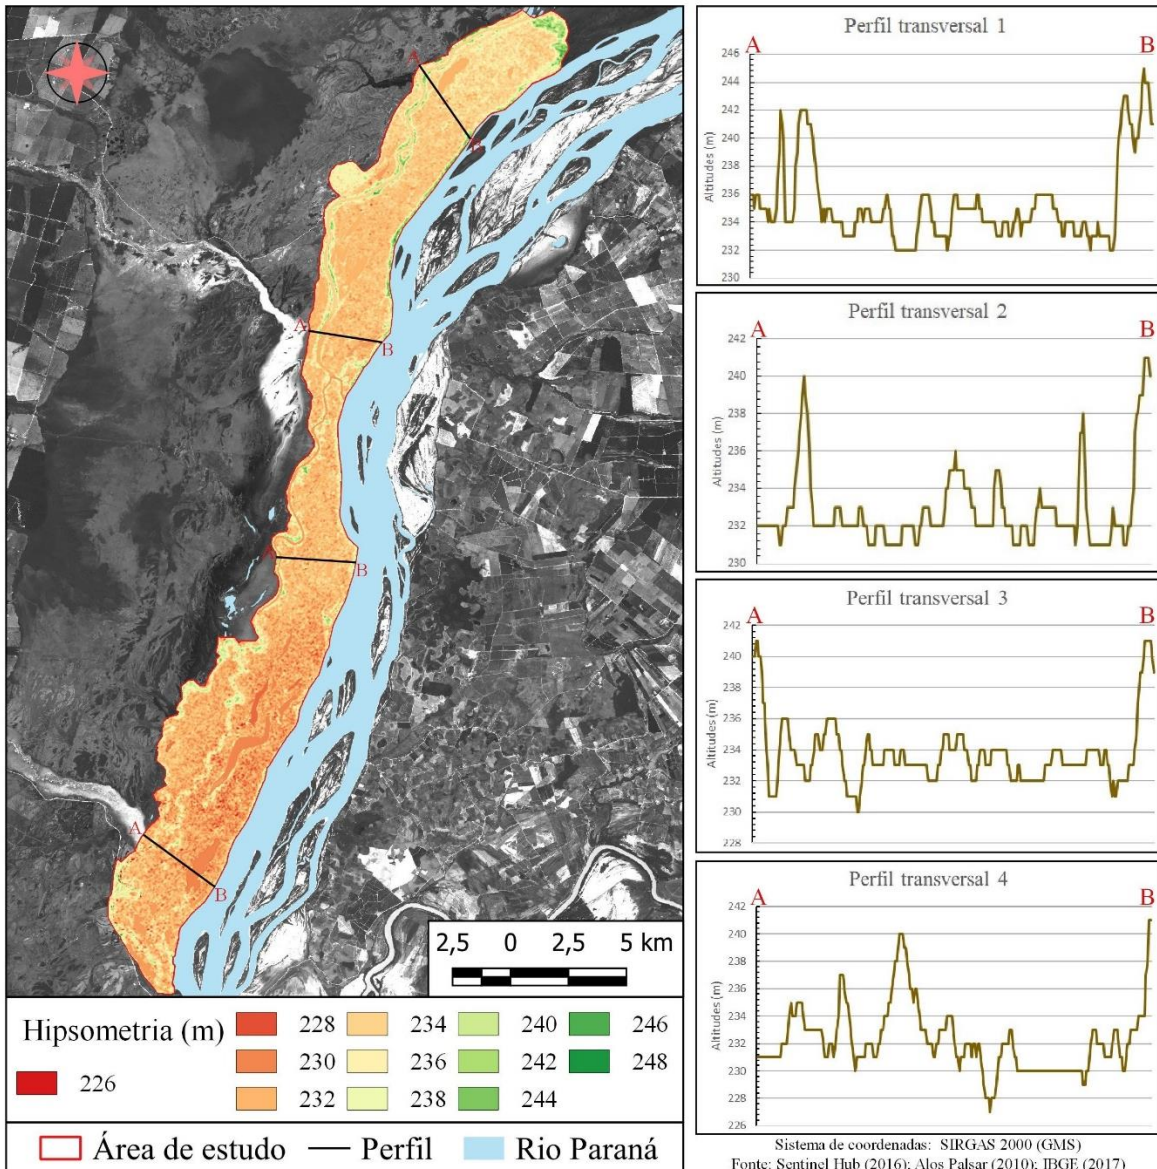 A
B
A
B
A
B
A
B
2,5 0 2,5 5 km
Hipsometria (m)
226
228
230
232
234
236
238
240
242
244
246
248
Área de estudo
Perfil
Rio Paraná
Perfil transversal 1
A
B
Altitudes (m)
246
242
240
236
234
232
230
Perfil transversal 2
A
B
Altitudes (m)
242
240
238
236
234
232
230
Perfil transversal 3
A
B
Altitudes (m)
242
240
238
236
234
232
230
228
Perfil transversal 4
A
B
Altitudes (m)
242
240
238
236
234
232
230
228
226
Sistema de coordenadas: SIRGAS 2000 (GMS)
Fonte: Sentinel Hub (2016); Alos Palsar (2010); IBGE (2017)